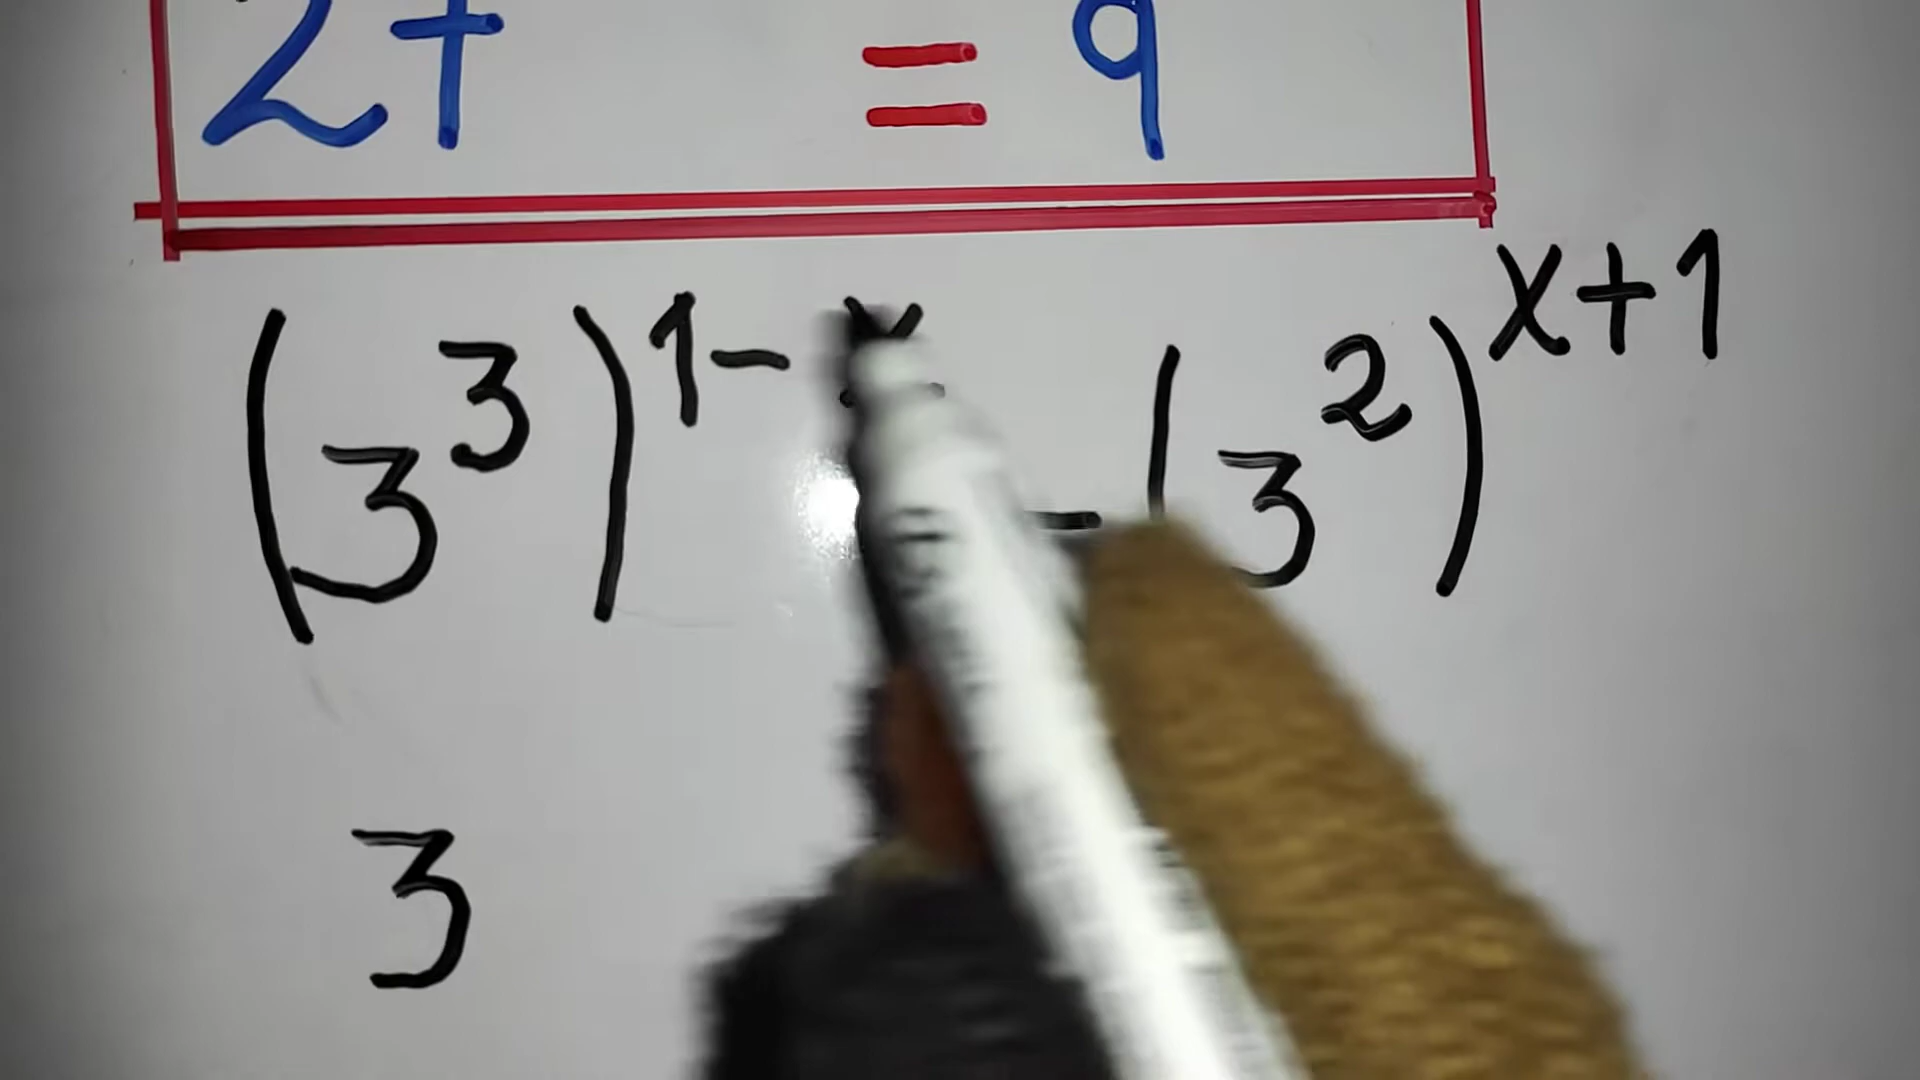 27 = 9
(3³)¹⁻ˣ = (3²)ˣ⁺¹
3